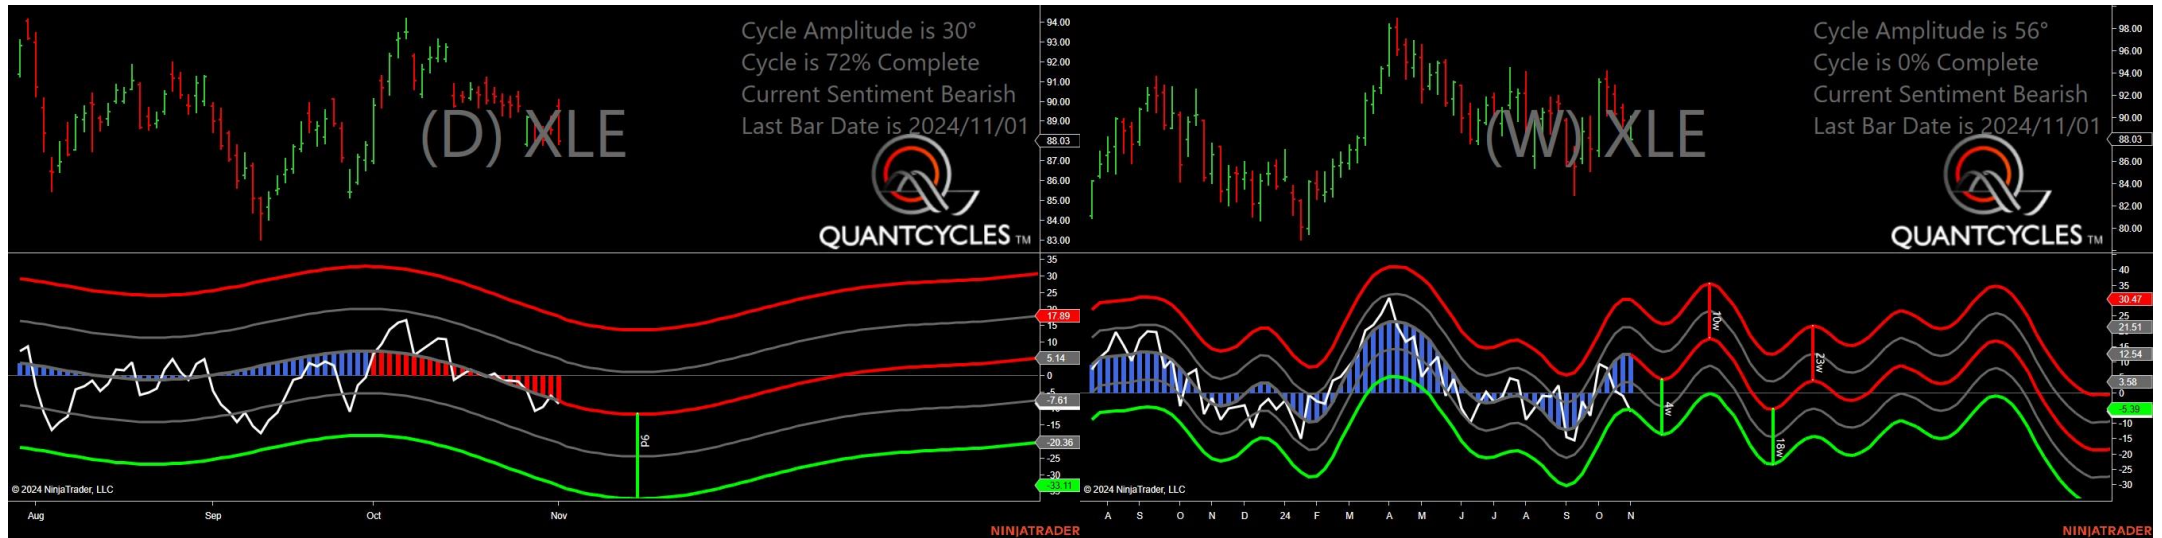 Cycle Amplitude is 30°
Cycle is 72% Complete
Current Sentiment Bearish
Last Bar Date is 2024/11/01
(D) XLE
QUANTCYCLES TM
94.00
93.00
92.00
91.00
90.00
89.00
88.03
87.00
86.00
85.00
84.00
83.00
35
30
25
17.89
15
10
5.14
0
-5
-7.61
-15
-20.36
-25
-30
-33.11
9d
© 2024 NinjaTrader, LLC
Aug
Sep
Oct
Nov
NINJATRADER
Cycle Amplitude is 56°
Cycle is 0% Complete
Current Sentiment Bearish
Last Bar Date is 2024/11/01
(W) XLE
QUANTCYCLES TM
98.00
96.00
94.00
92.00
90.00
88.03
86.00
84.00
82.00
80.00
40
35
30.47
25
21.51
12.54
3.58
0
-5.39
-10
-15
-20
-25
-30
10w
23w
4w
18w
© 2024 NinjaTrader, LLC
A S O N D 24 F M A M J J A S O N
NINJATRADER